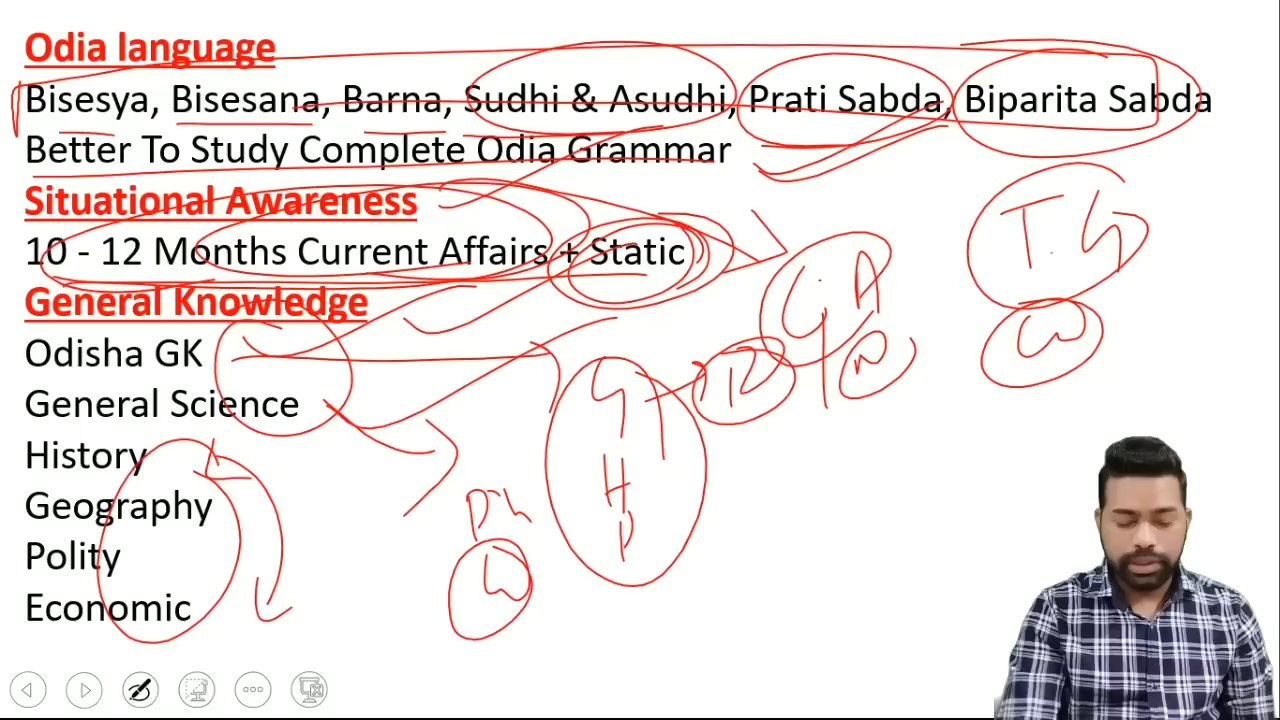 Odia language
Bisesya, Bisesana, Barna, Sudhi & Asudhi, Prati Sabda, Biparita Sabda
Better To Study Complete Odia Grammar
Situational Awareness
10 - 12 Months Current Affairs + Static
General Knowledge
Odisha GK
General Science
History
Geography
Polity
Economic
T. G
G
H
P